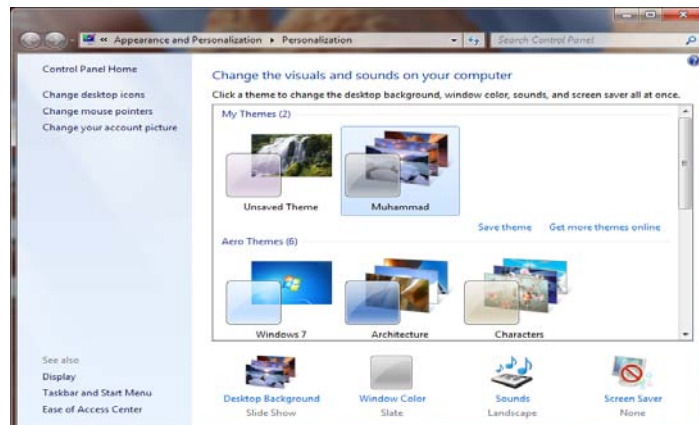 « Appearance and Personalization ▸ Personalization
Search Control Panel
Control Panel Home
Change desktop icons
Change mouse pointers
Change your account picture
See also
Display
Taskbar and Start Menu
Ease of Access Center
Change the visuals and sounds on your computer
Click a theme to change the desktop background, window color, sounds, and screen saver all at once.
My Themes (2)
Unsaved Theme
Muhammad
Save theme
Get more themes online
Aero Themes (6)
Windows 7
Architecture
Characters
Desktop Background
Slide Show
Window Color
Slate
Sounds
Landscape
Screen Saver
None